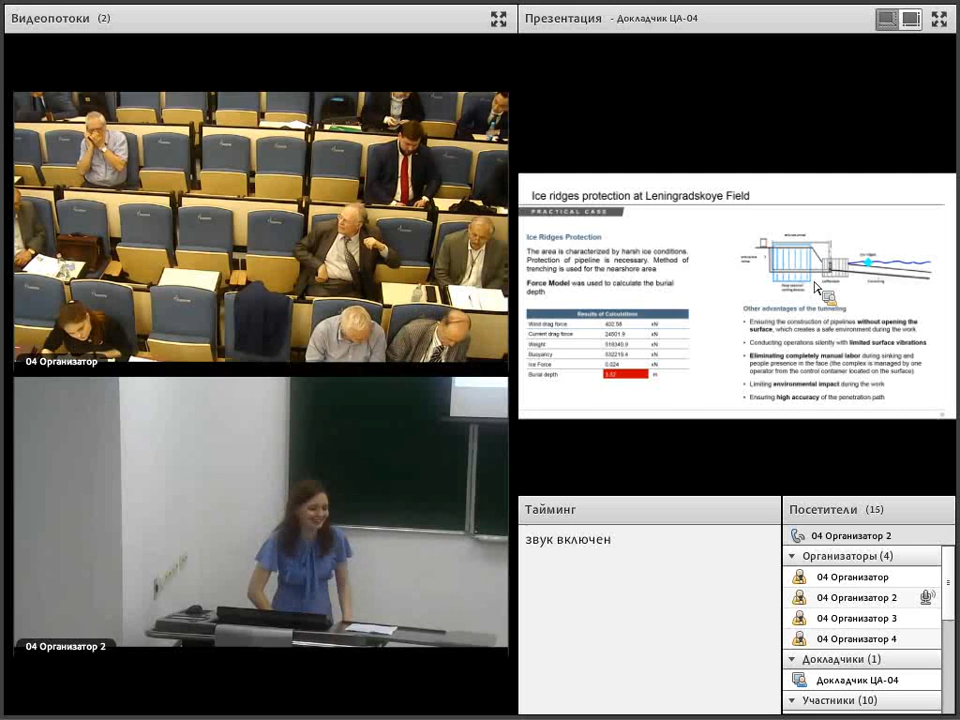 Видеопотоки (2)
04 Организатор
04 Организатор 2
Презентация - Докладчик ЦА-04
Ice ridges protection at Leningradskoye Field
PRACTICAL CASE
Ice Ridges Protection
The area is characterized by harsh ice conditions.
Protection of pipeline is necessary. Method of
trenching is used for the nearshore area
Force Model was used to calculate the burial
depth
Results of Calculations
Wind drag force 402.58 kN
Current drag force 24501.9 kN
Weight kN
Buoyancy kN
Ice Force 0.024 kN
Burial depth m
Other advantages of the tunneling
• Ensuring the construction of pipelines without opening the
surface, which creates a safe environment during the work
• Conducting operations silently with limited surface vibrations
• Eliminating completely manual labor during sinking and
people presence in the face (the complex is managed by one
operator from the control container located on the surface)
• Limiting environmental impact during the work
• Ensuring high accuracy of the penetration path
Тайминг
звук включен
Посетители (15)
04 Организатор 2
Организаторы (4)
04 Организатор
04 Организатор 2
04 Организатор 3
04 Организатор 4
Докладчики (1)
Докладчик ЦА-04
Участники (10)